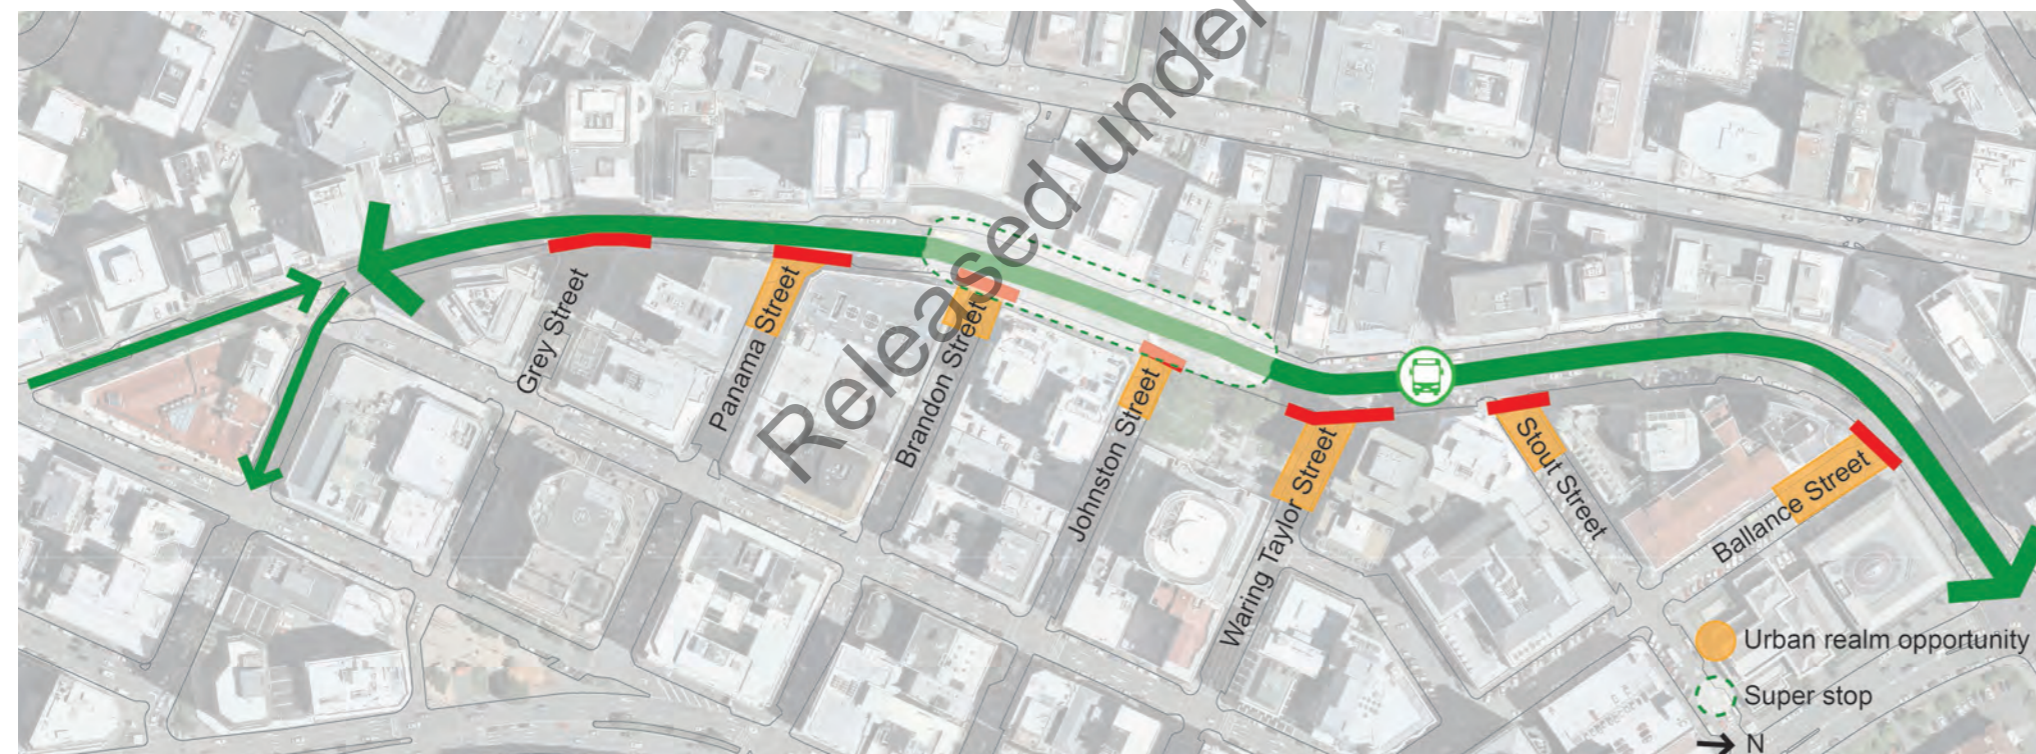 Released under
Grey Street
Panama Street
Brandon Street
Johnston Street
Waring Taylor Street
Stout Street
Ballance Street
Urban realm opportunity
Super stop
N